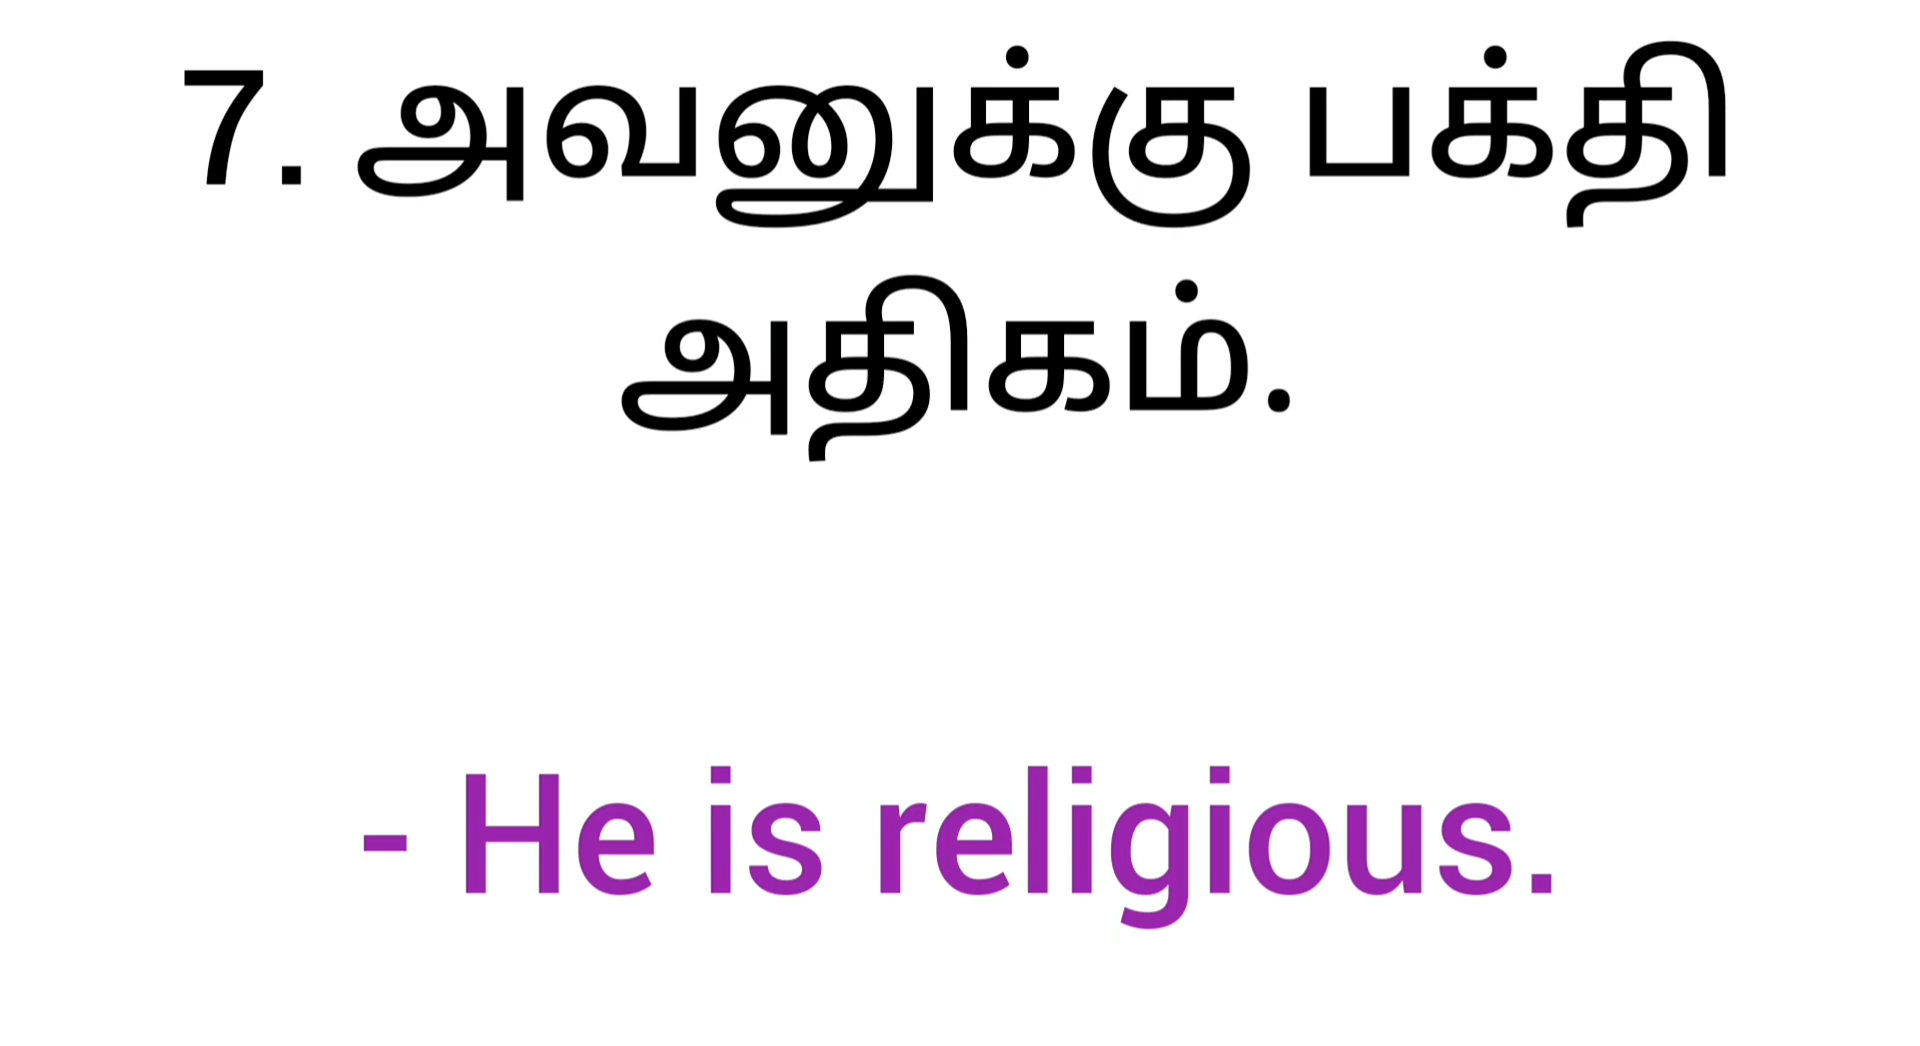 7. அவனுக்கு பக்தி
அதிகம்.
- He is religious.